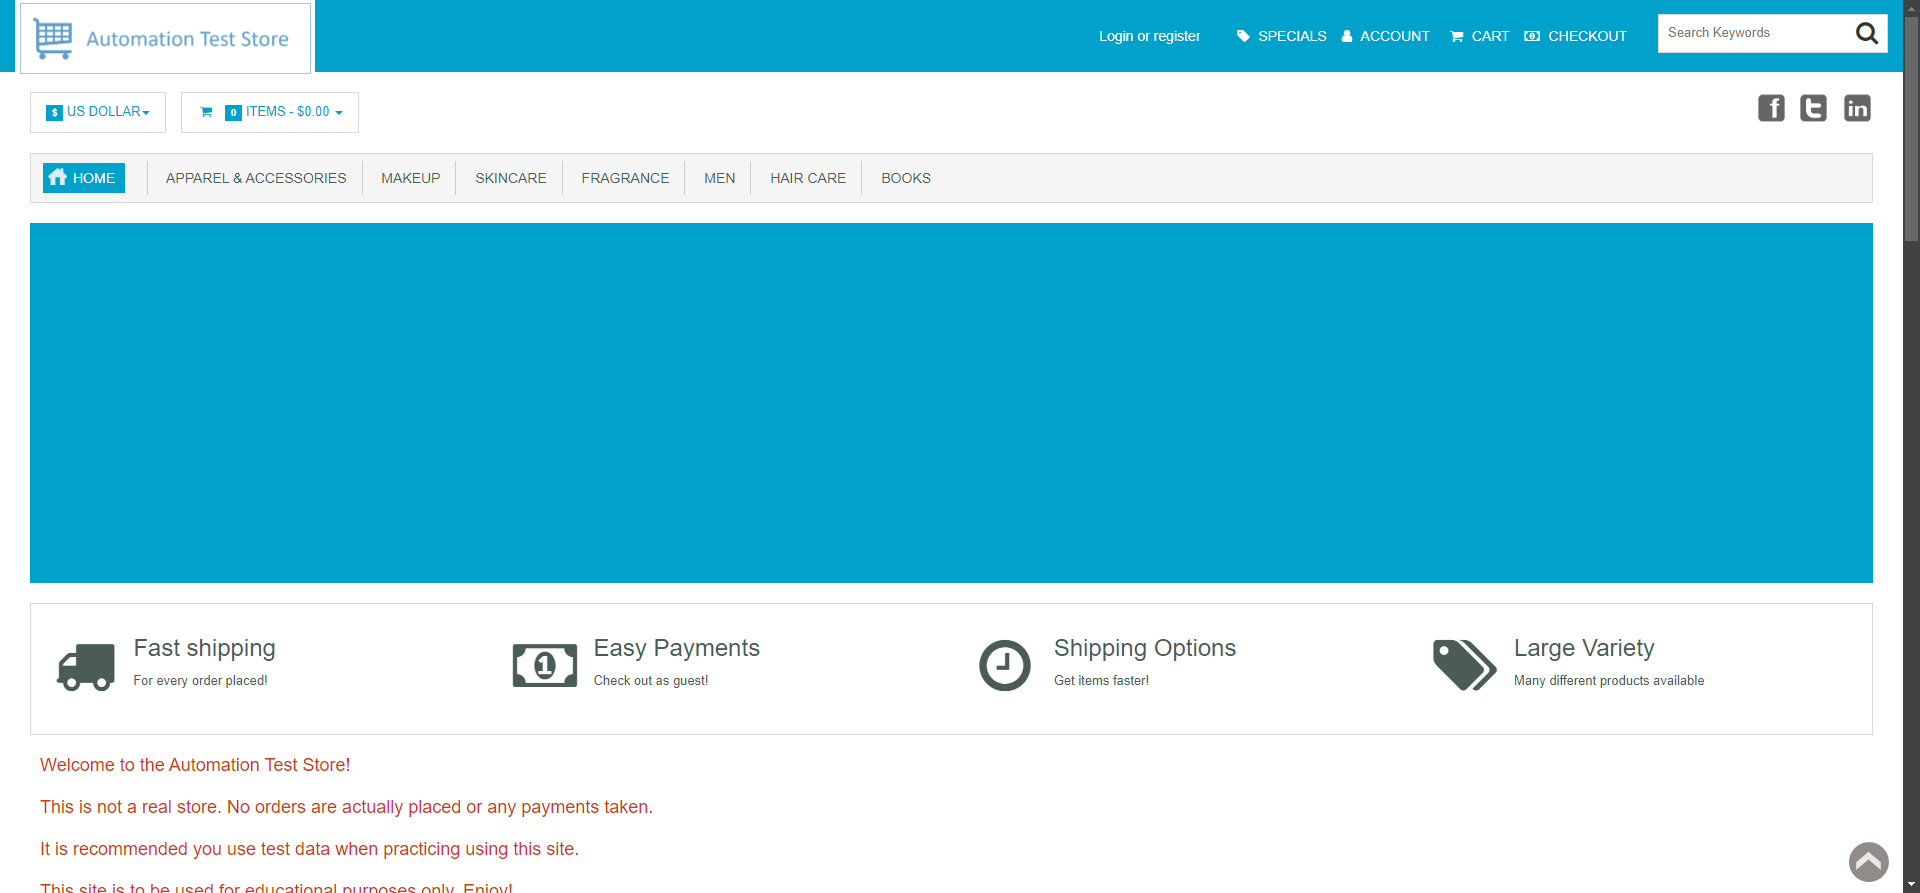 Automation Test Store
Login or register
SPECIALS
ACCOUNT
CART
CHECKOUT
Search Keywords
$ US DOLLAR
0 ITEMS - $0.00
HOME
APPAREL & ACCESSORIES
MAKEUP
SKINCARE
FRAGRANCE
MEN
HAIR CARE
BOOKS
Fast shipping
For every order placed!
Easy Payments
Check out as guest!
Shipping Options
Get items faster!
Large Variety
Many different products available
Welcome to the Automation Test Store!
This is not a real store. No orders are actually placed or any payments taken.
It is recommended you use test data when practicing using this site.
This site is to be used for educational purposes only. Enjoy!